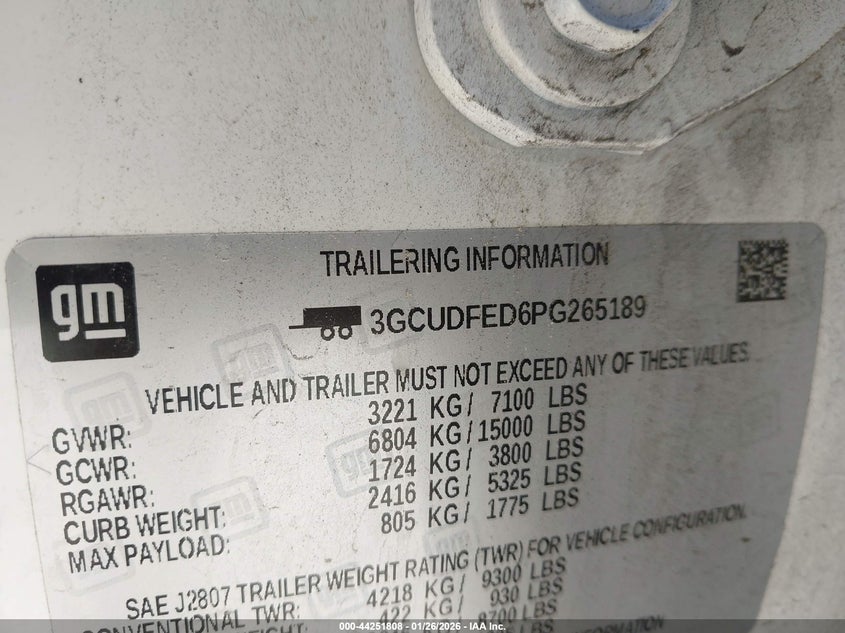 gm
TRAILERING INFORMATION
3GCUDFED6PG265189
VEHICLE AND TRAILER MUST NOT EXCEED ANY OF THESE VALUES.
GVWR: 3221 KG/ 7100 LBS
GCWR: 6804 KG/15000 LBS
RGAWR: 1724 KG/ 3800 LBS
CURB WEIGHT: 2416 KG/ 5325 LBS
MAX PAYLOAD: 805 KG/ 1775 LBS
SAE J2807 TRAILER WEIGHT RATING (TWR) FOR VEHICLE CONFIGURATION.
CONVENTIONAL TWR: 4218 KG/ 9300 LBS
422 KG/ 930 LBS
LBS
000-44251808 - 01/26/2026 - IAA Inc.